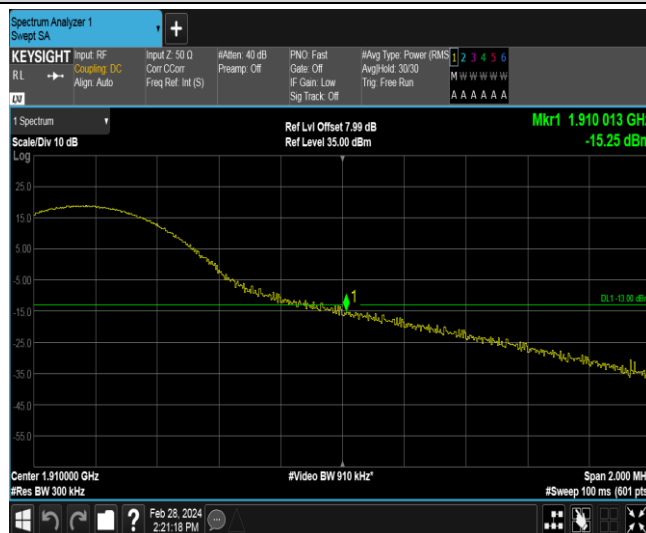 Spectrum Analyzer 1
Swept SA
KEYSIGHT Input: RF Input Z: 50 Ω #Atten: 40 dB PNO: Fast #Avg Type: Power (RMS 1 2 3 4 5 6
RL Coupling: DC Corr CCorr Preamp: Off Gate: Off Avg|Hold: 30/30 M W W W W W
Align: Auto Freq Ref: Int (S) IF Gain: Low Trig: Free Run
Sig Track: Off A A A A A A
LXI
1 Spectrum
Scale/Div 10 dB
Ref Lvl Offset 7.99 dB
Ref Level 35.00 dBm
Mkr1 1.910 013 GHz
-15.25 dBm
Log
25.0
15.0
5.00
-5.00
1
DL1 -13.00 dBm
-15.0
-25.0
-35.0
-45.0
-55.0
Center 1.910000 GHz #Video BW 910 kHz* Span 2.000 MH
#Res BW 300 kHz #Sweep 100 ms (601 pts
? Feb 28, 2024
2:21:18 PM